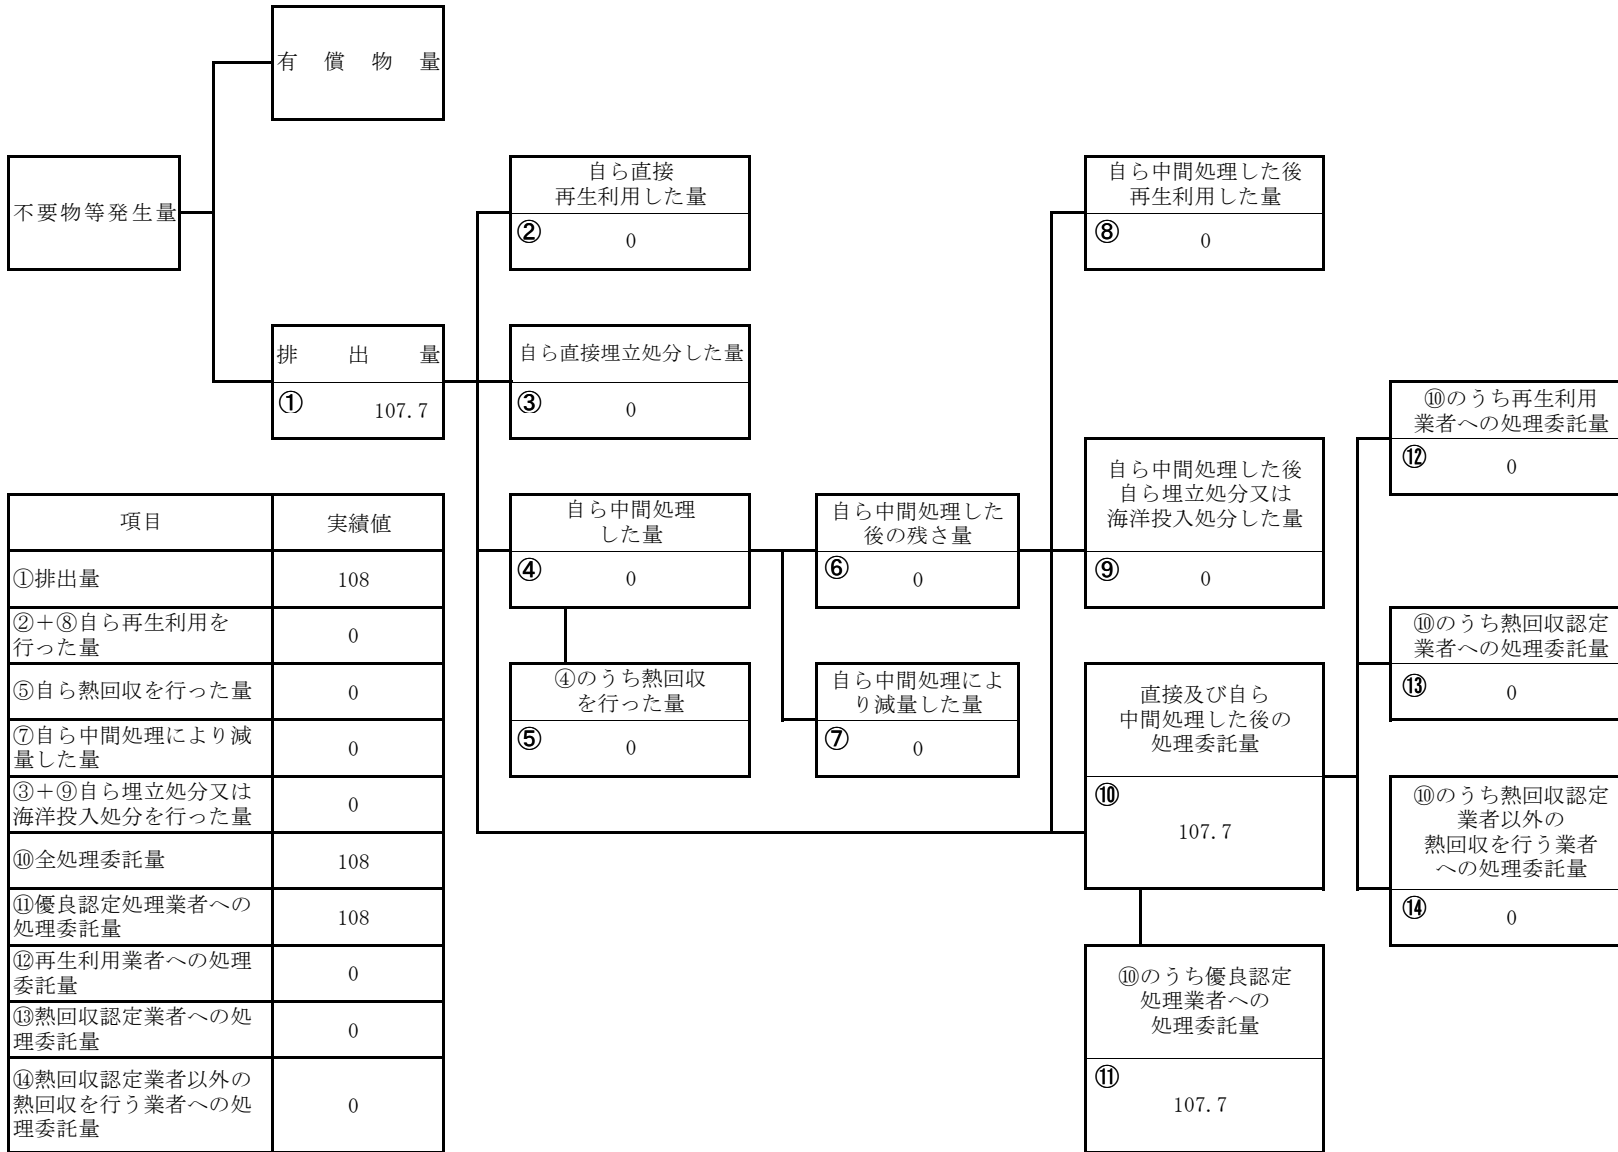 有償物量
不要物等発生量
自ら直接
再生利用した量
② 0
自ら中間処理した後
再生利用した量
⑧ 0
排出量
① 107.7
自ら直接埋立処分した量
③ 0
⑩のうち再生利用
業者への処理委託量
⑫ 0
自ら中間処理した後
自ら埋立処分又は
海洋投入処分した量
⑨ 0
自ら中間処理
した量
④ 0
自ら中間処理した
後の残さ量
⑥ 0
⑩のうち熱回収認定
業者への処理委託量
⑬ 0
④のうち熱回収
を行った量
⑤ 0
自ら中間処理によ
り減量した量
⑦ 0
直接及び自ら
中間処理した後の
処理委託量
⑩
107.7
⑩のうち熱回収認定
業者以外の
熱回収を行う業者
への処理委託量
⑭ 0
⑩のうち優良認定
処理業者への
処理委託量
⑪
107.7
項目 実績値
①排出量 108
②＋⑧自ら再生利用を
行った量 0
⑤自ら熱回収を行った量 0
⑦自ら中間処理により減
量した量 0
③＋⑨自ら埋立処分又は
海洋投入処分を行った量 0
⑩全処理委託量 108
⑪優良認定処理業者への
処理委託量 108
⑫再生利用業者への処理
委託量 0
⑬熱回収認定業者への処
理委託量 0
⑭熱回収認定業者以外の
熱回収を行う業者への処
理委託量 0